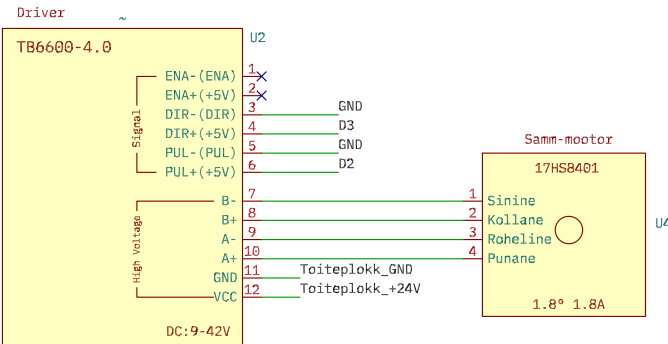 Driver
~
U2
TB6600-4.0
ENA-(ENA) 1
ENA+(+5V) 2
DIR-(DIR) 3 GND
DIR+(+5V) 4 D3
PUL-(PUL) 5 GND
PUL+(+5V) 6 D2
Signal
B- 7
B+ 8
A- 9
A+ 10
GND 11 Toiteplokk_GND
VCC 12 Toiteplokk_+24V
High Voltage
DC:9-42V
Samm-mootor
17HS8401
1 Sinine
2 Kollane
3 Roheline
4 Punane
U4
1.8° 1.8A